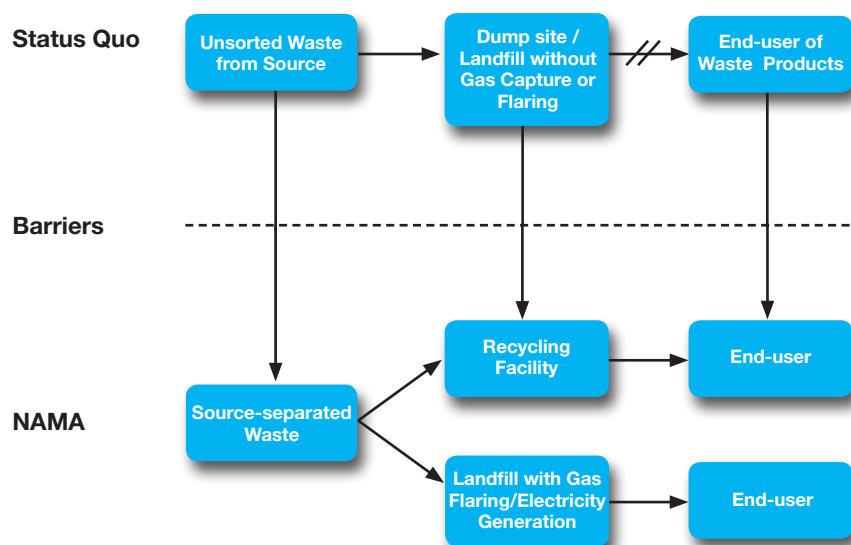 Status Quo
Unsorted Waste
from Source
Dump site /
Landfill without
Gas Capture or
Flaring
End-user of
Waste Products
Barriers
Recycling
Facility
End-user
NAMA
Source-separated
Waste
Landfill with Gas
Flaring/Electricity
Generation
End-user